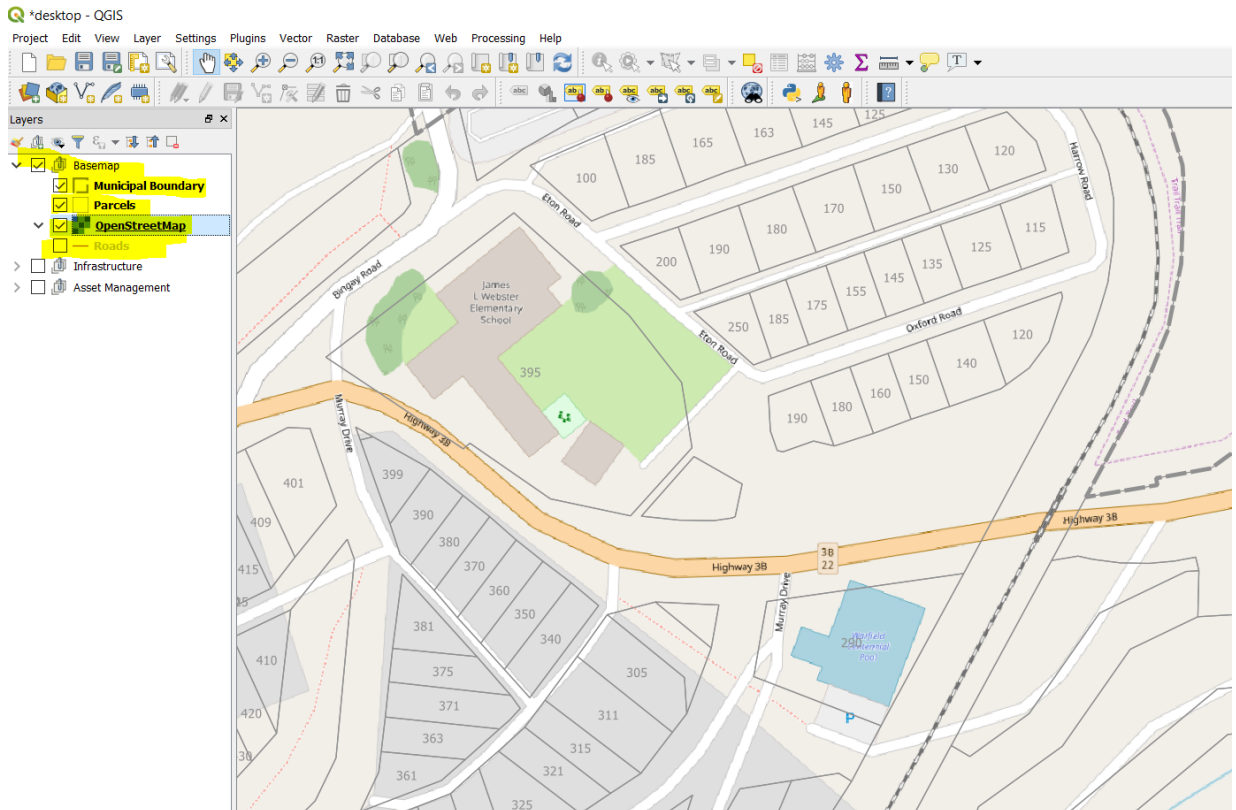 *desktop - QGIS
Project Edit View Layer Settings Plugins Vector Raster Database Web Processing Help
Layers
Basemap
Municipal Boundary
Parcels
OpenStreetMap
Roads
Infrastructure
Asset Management
125
145
163
165
185
100
120
130
150
170
180
190
200
Eton Road
Harrow Road
Trail
115
125
135
145
155
175
185
250
Bingay Road
James
L Webster
Elementary
School
395
Eton Road
Oxford Road
120
140
150
160
180
190
Murray Drive
Highway 3B
Highway 3B
Highway 3B
3B
22
399
401
409
415
390
380
370
360
350
340
381
375
371
363
361
410
420
305
311
315
321
325
Murray Drive
290
P